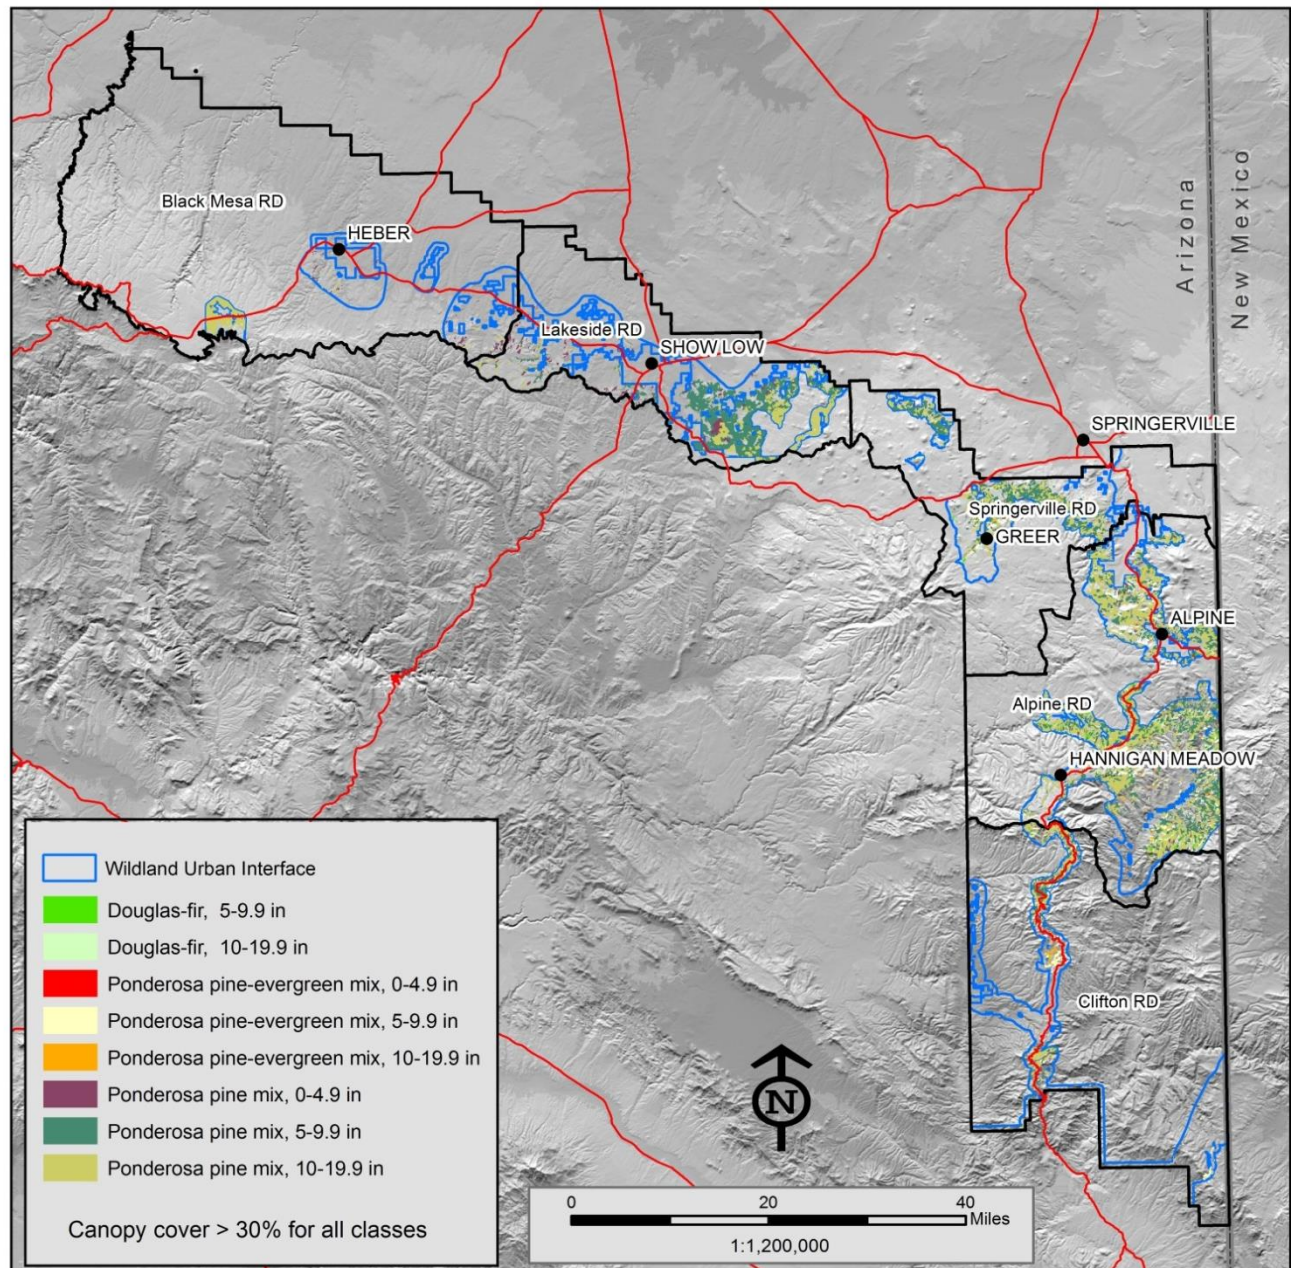 Arizona
New Mexico
Black Mesa RD
HEBER
Lakeside RD
SHOW LOW
SPRINGERVILLE
Springerville RD
GREER
ALPINE
Alpine RD
HANNIGAN MEADOW
Clifton RD
Wildland Urban Interface
Douglas-fir, 5-9.9 in
Douglas-fir, 10-19.9 in
Ponderosa pine-evergreen mix, 0-4.9 in
Ponderosa pine-evergreen mix, 5-9.9 in
Ponderosa pine-evergreen mix, 10-19.9 in
Ponderosa pine mix, 0-4.9 in
Ponderosa pine mix, 5-9.9 in
Ponderosa pine mix, 10-19.9 in
Canopy cover > 30% for all classes
N
0 20 40
Miles
1:1,200,000